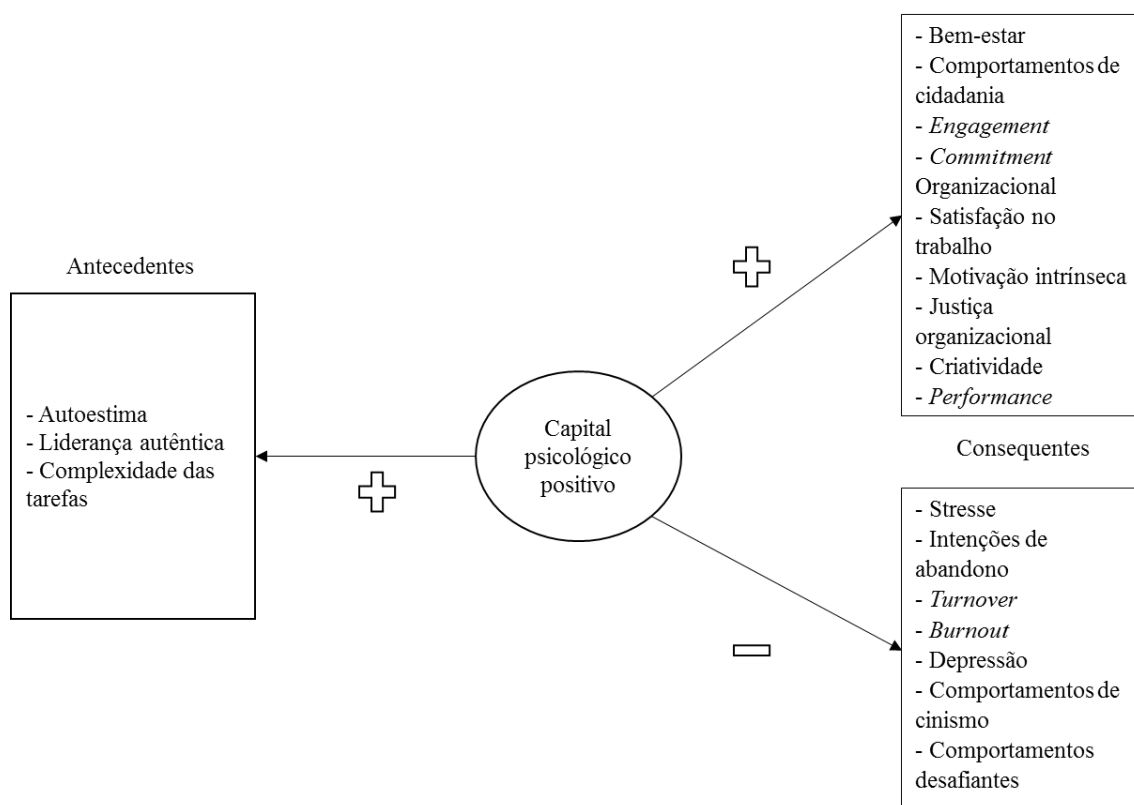 Antecedentes
- Autoestima
- Liderança autêntica
- Complexidade das
tarefas
Capital
psicológico
positivo
- Bem-estar
- Comportamentos de
cidadania
- Engagement
- Commitment
Organizacional
- Satisfação no
trabalho
- Motivação intrínseca
- Justiça
organizacional
- Criatividade
- Performance
Consequentes
- Stresse
- Intenções de
abandono
- Turnover
- Burnout
- Depressão
- Comportamentos de
cinismo
- Comportamentos
desafiantes